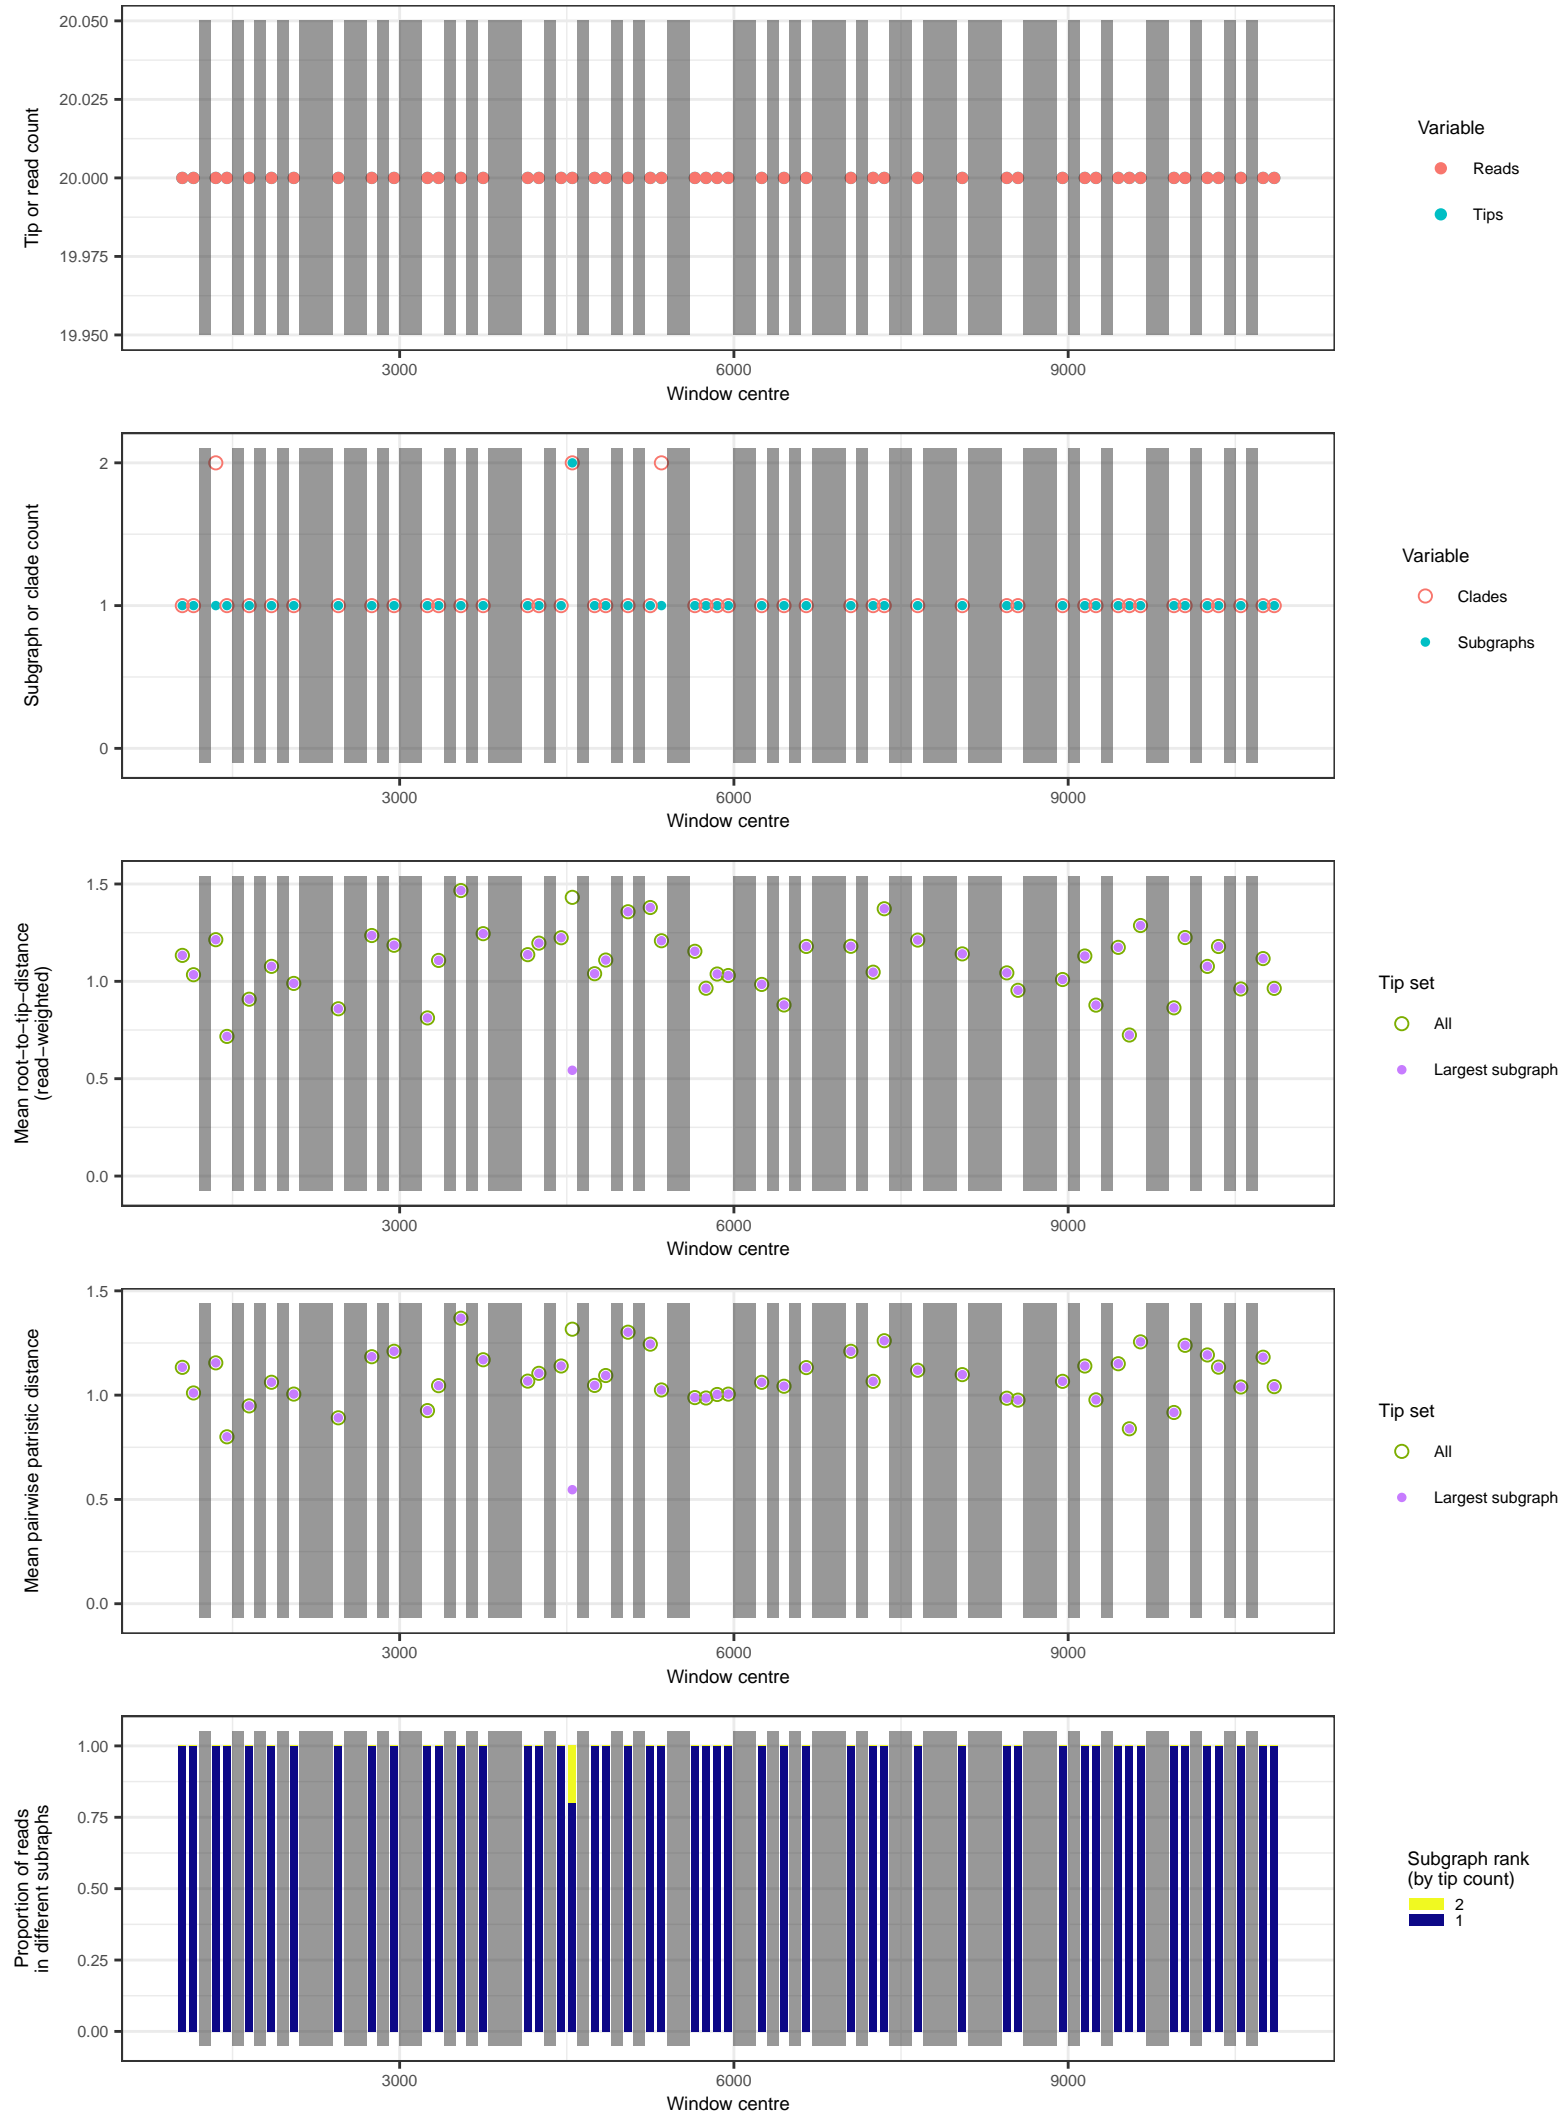 20.050
20.025
20.000
19.975
19.950
Tip or read count
3000
6000
9000
Window centre
Variable
Reads
Tips
2
1
0
Subgraph or clade count
3000
6000
9000
Window centre
Variable
Clades
Subgraphs
1.5
1.0
0.5
0.0
Mean root−to−tip−distance
(read−weighted)
3000
6000
9000
Window centre
Tip set
All
Largest subgraph
1.5
1.0
0.5
0.0
Mean pairwise patristic distance
3000
6000
9000
Window centre
Tip set
All
Largest subgraph
1.00
0.75
0.50
0.25
0.00
Proportion of reads
in different subraphs
3000
6000
9000
Window centre
Subgraph rank
(by tip count)
2
1